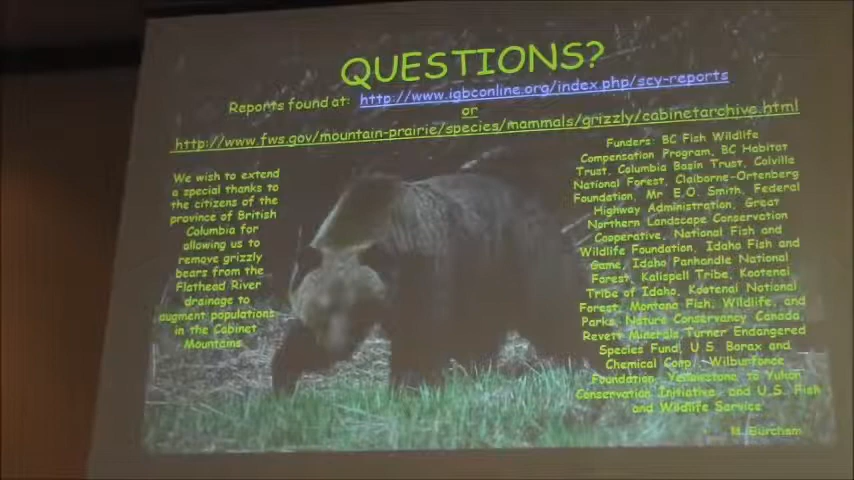 QUESTIONS?
Reports found at: http://www.igbconline.org/index.php/scy-reports
or
http://www.fws.gov/mountain-prairie/species/mammals/grizzly/cabinetarchive.html
We wish to extend
a special thanks to
the citizens of the
province of British
Columbia for
allowing us to
remove grizzly
bears from the
Flathead River
drainage to
augment populations
in the Cabinet
Mountains.
Funders: BC Fish Wildlife
Compensation Program, BC Habitat
Trust, Columbia Basin Trust, Colville
National Forest, Claiborne-Ortenberg
Foundation, Mr. E.O. Smith, Federal
Highway Administration, Great
Northern Landscape Conservation
Cooperative, National Fish and
Wildlife Foundation, Idaho Fish and
Game, Idaho Panhandle National
Forest, Kalispell Tribe, Kootenai
Tribe of Idaho, Kootenai National
Forest, Montana Fish, Wildlife, and
Parks, Nature Conservancy Canada,
Revett Minerals,Turner Endangered
Species Fund, U.S. Borax and
Chemical Corp., Wilburforce
Foundation, Yellowstone to Yukon
Conservation Initiative, and U.S. Fish
and Wildlife Service
M. Burcham